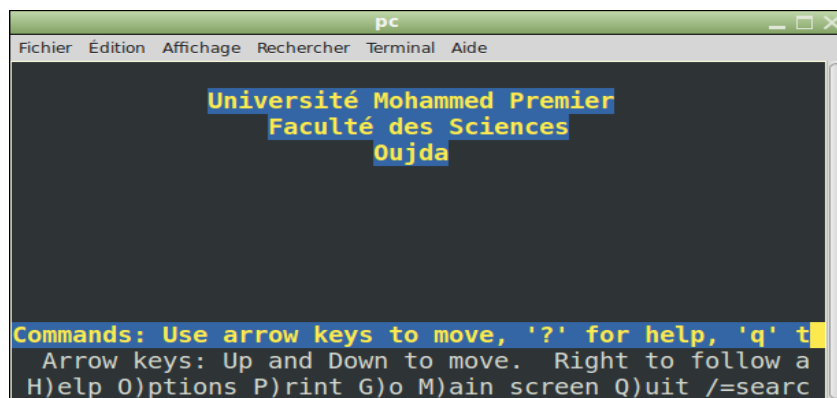 pc
Fichier Édition Affichage Rechercher Terminal Aide
Université Mohammed Premier
Faculté des Sciences
Oujda
Commands: Use arrow keys to move, '?' for help, 'q' t
Arrow keys: Up and Down to move. Right to follow a
H)elp O)ptions P)rint G)o M)ain screen Q)uit /=searc